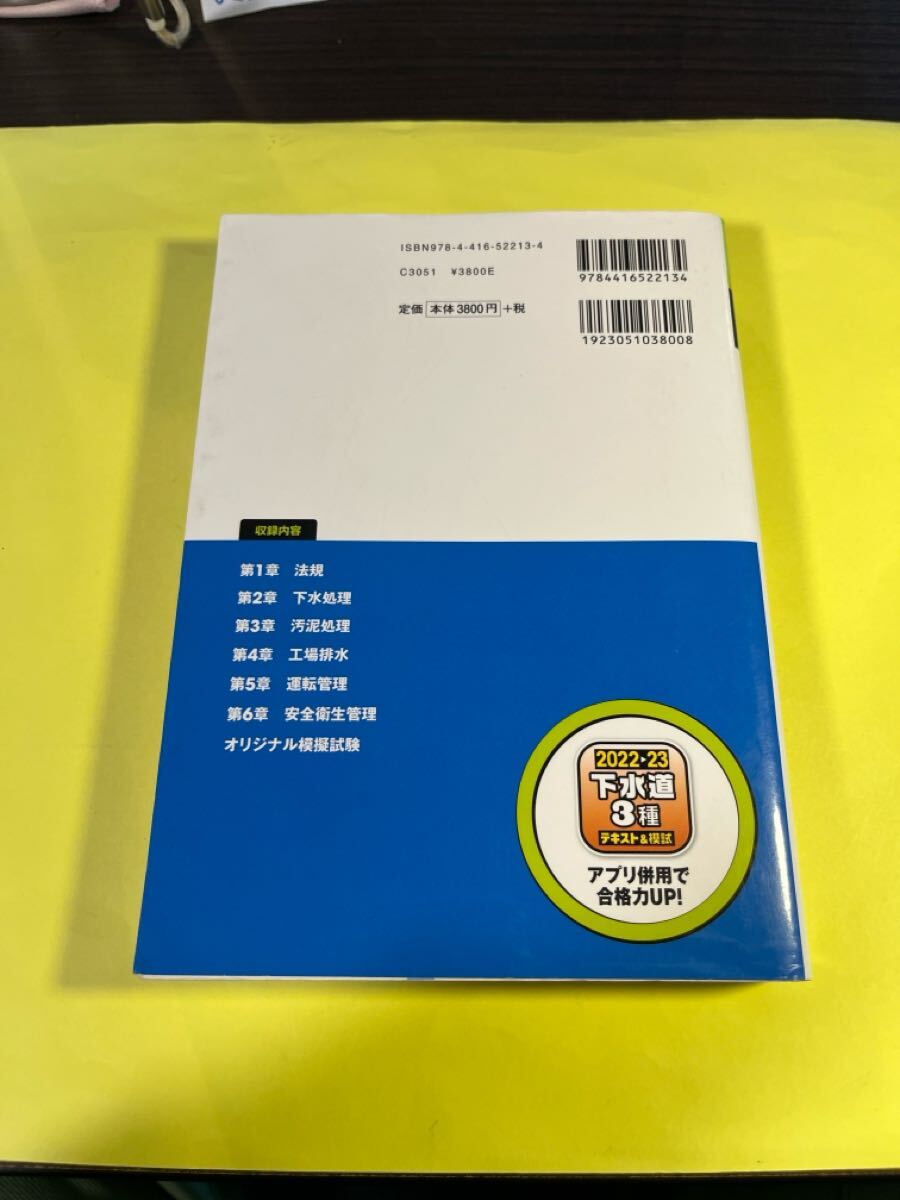 ISBN978-4-416-52213-4
C3051 ¥3800E
定価 本体3800円 +税
9784416522134
1923051038008
収録内容
第1章 法規
第2章 下水処理
第3章 汚泥処理
第4章 工場排水
第5章 運転管理
第6章 安全衛生管理
オリジナル模擬試験
2022▶23
下水道
3種
テキスト&模試
アプリ併用で
合格力UP!